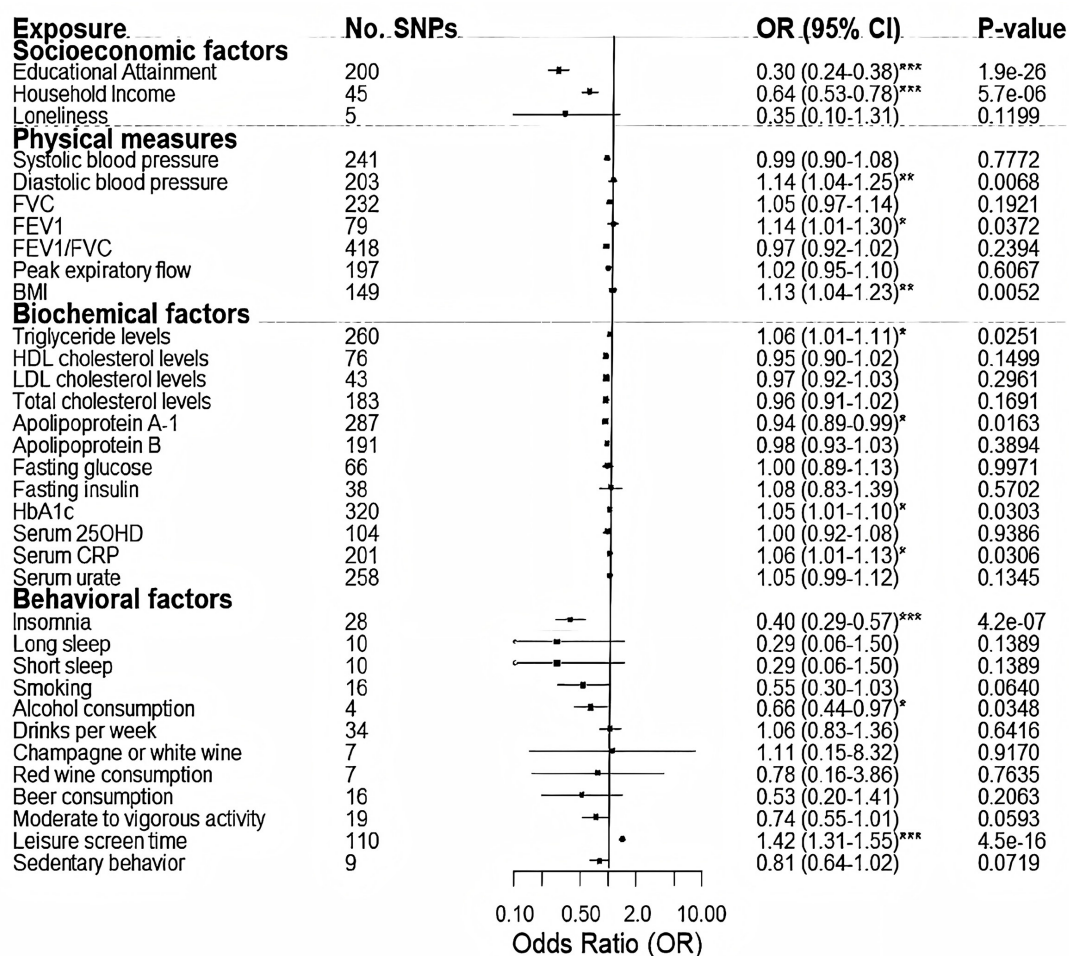 Exposure No. SNPs OR (95% CI) P-value
Socioeconomic factors
Educational Attainment 200 0.30 (0.24-0.38)*** 1.9e-26
Household Income 45 0.64 (0.53-0.78)*** 5.7e-06
Loneliness 5 0.35 (0.10-1.31) 0.1199
Physical measures
Systolic blood pressure 241 0.99 (0.90-1.08) 0.7772
Diastolic blood pressure 203 1.14 (1.04-1.25)** 0.0068
FVC 232 1.05 (0.97-1.14) 0.1921
FEV1 79 1.14 (1.01-1.30)* 0.0372
FEV1/FVC 418 0.97 (0.92-1.02) 0.2394
Peak expiratory flow 197 1.02 (0.95-1.10) 0.6067
BMI 149 1.13 (1.04-1.23)** 0.0052
Biochemical factors
Triglyceride levels 260 1.06 (1.01-1.11)* 0.0251
HDL cholesterol levels 76 0.95 (0.90-1.02) 0.1499
LDL cholesterol levels 43 0.97 (0.92-1.03) 0.2961
Total cholesterol levels 183 0.96 (0.91-1.02) 0.1691
Apolipoprotein A-1 287 0.94 (0.89-0.99)* 0.0163
Apolipoprotein B 191 0.98 (0.93-1.03) 0.3894
Fasting glucose 66 1.00 (0.89-1.13) 0.9971
Fasting insulin 38 1.08 (0.83-1.39) 0.5702
HbA1c 320 1.05 (1.01-1.10)* 0.0303
Serum 25OHD 104 1.00 (0.92-1.08) 0.9386
Serum CRP 201 1.06 (1.01-1.13)* 0.0306
Serum urate 258 1.05 (0.99-1.12) 0.1345
Behavioral factors
Insomnia 28 0.40 (0.29-0.57)*** 4.2e-07
Long sleep 10 0.29 (0.06-1.50) 0.1389
Short sleep 10 0.29 (0.06-1.50) 0.1389
Smoking 16 0.55 (0.30-1.03) 0.0640
Alcohol consumption 4 0.66 (0.44-0.97)* 0.0348
Drinks per week 34 1.06 (0.83-1.36) 0.6416
Champagne or white wine 7 1.11 (0.15-8.32) 0.9170
Red wine consumption 7 0.78 (0.16-3.86) 0.7635
Beer consumption 16 0.53 (0.20-1.41) 0.2063
Moderate to vigorous activity 19 0.74 (0.55-1.01) 0.0593
Leisure screen time 110 1.42 (1.31-1.55)*** 4.5e-16
Sedentary behavior 9 0.81 (0.64-1.02) 0.0719
0.10 0.50 2.0 10.00
Odds Ratio (OR)